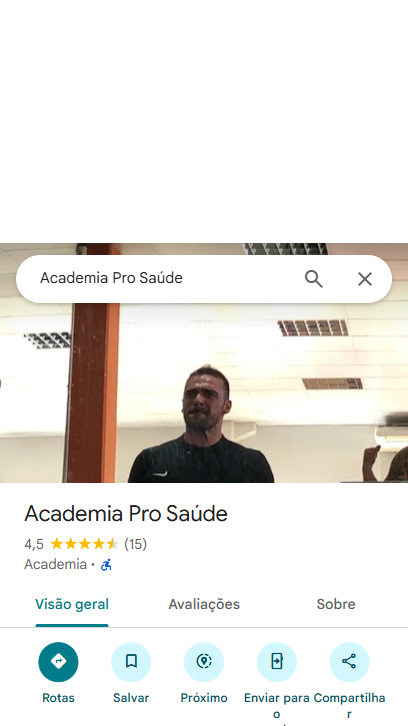 Academia Pro Saúde
Academia Pro Saúde
4,5 (15)
Academia ·
Visão geral Avaliações Sobre
Rotas Salvar Próximo Enviar para o Compartilhar